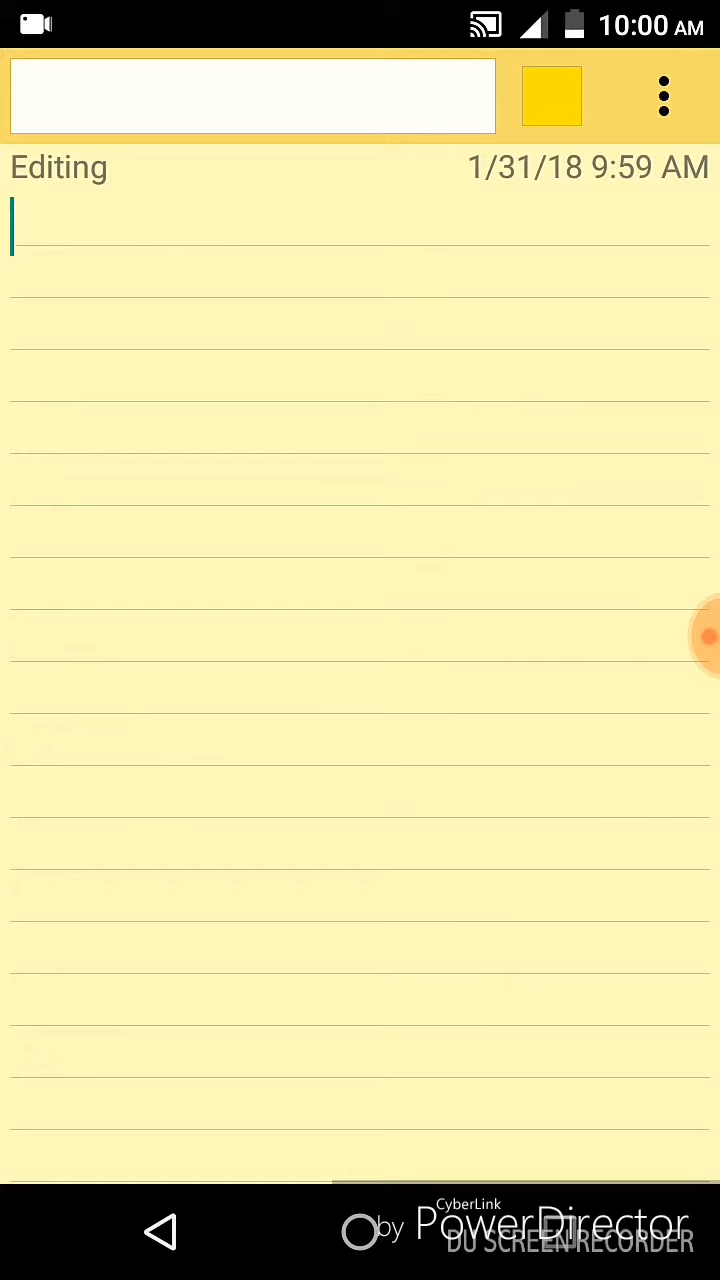 10:00 AM
Editing 1/31/18 9:59 AM
CyberLink
by PowerDirector
DU SCREEN RECORDER